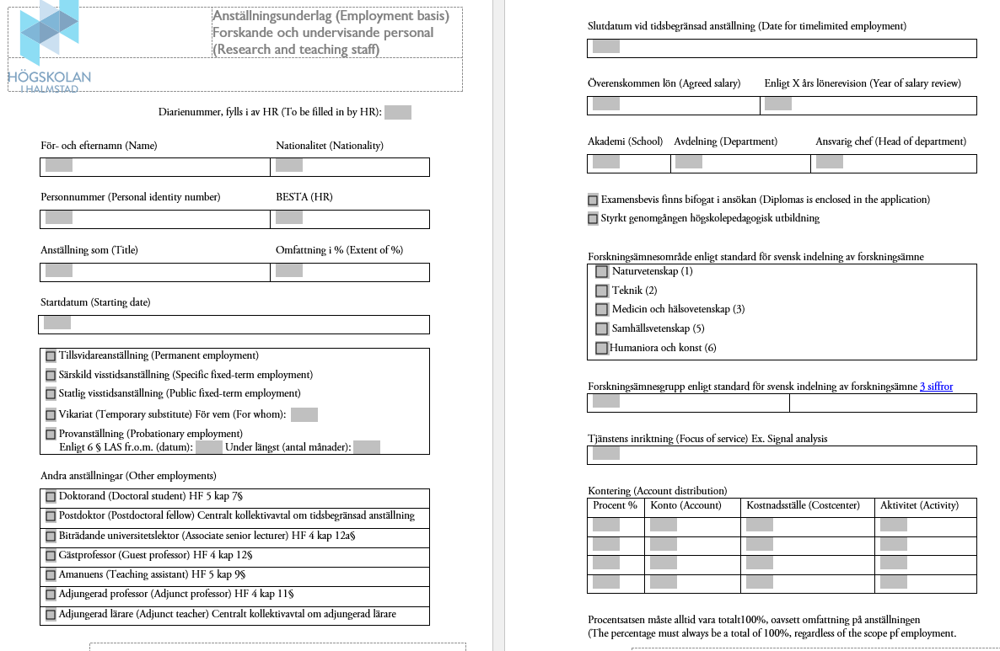 HÖGSKOLAN
I HALMSTAD
Anställningsunderlag (Employment basis)
Forskande och undervisande personal
(Research and teaching staff)
Diarienummer, fylls i av HR (To be filled in by HR):
För- och efternamn (Name) Nationalitet (Nationality)
Personnummer (Personal identity number) BESTA (HR)
Anställning som (Title) Omfattning i % (Extent of %)
Startdatum (Starting date)
Tillsvidareanställning (Permanent employment)
Särskild visstidsanställning (Specific fixed-term employment)
Statlig visstidsanställning (Public fixed-term employment)
Vikariat (Temporary substitute) För vem (For whom):
Provanställning (Probationary employment)
Enligt 6 § LAS fr.o.m. (datum): Under längst (antal månader):
Andra anställningar (Other employments)
Doktorand (Doctoral student) HF 5 kap 7§
Postdoktor (Postdoctoral fellow) Centralt kollektivavtal om tidsbegränsad anställning
Biträdande universitetslektor (Associate senior lecturer) HF 4 kap 12a§
Gästprofessor (Guest professor) HF 4 kap 12§
Amanuens (Teaching assistant) HF 5 kap 9§
Adjungerad professor (Adjunct professor) HF 4 kap 11§
Adjungerad lärare (Adjunct teacher) Centralt kollektivavtal om adjungerad lärare
Slutdatum vid tidsbegränsad anställning (Date for timelimited employment)
Överenskommen lön (Agreed salary) Enligt X års lönerevision (Year of salary review)
Akademi (School) Avdelning (Department) Ansvarig chef (Head of department)
Examensbevis finns bifogat i ansökan (Diplomas is enclosed in the application)
Styrkt genomgången högskolepedagogisk utbildning
Forskningsämnesområde enligt standard för svensk indelning av forskningsämne
Naturvetenskap (1)
Teknik (2)
Medicin och hälsovetenskap (3)
Samhällsvetenskap (5)
Humaniora och konst (6)
Forskningsämnesgrupp enligt standard för svensk indelning av forskningsämne 3 siffror
Tjänstens inriktning (Focus of service) Ex. Signal analysis
Kontering (Account distribution)
Procent % Konto (Account) Kostnadsställe (Costcenter) Aktivitet (Activity)
Procentsatsen måste alltid vara totalt100%, oavsett omfattning på anställningen
(The percentage must always be a total of 100%, regardless of the scope pf employment.